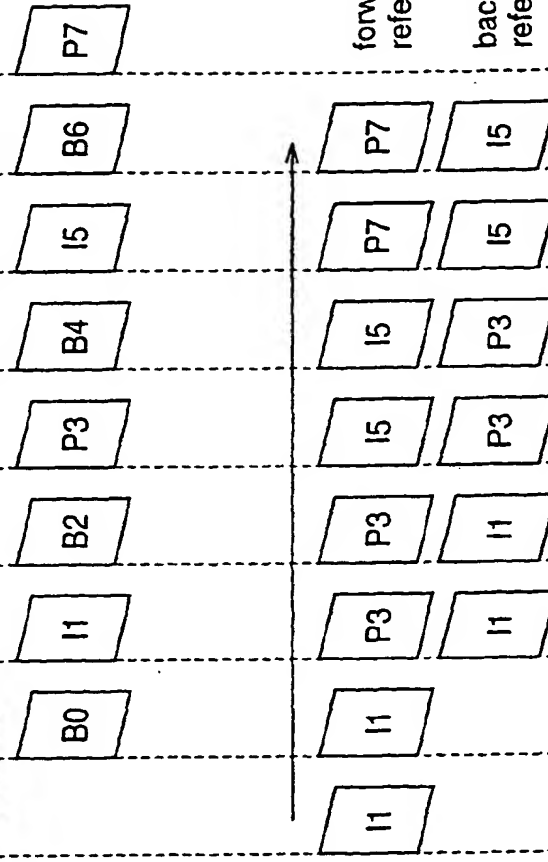 B0 I1 B2 P3 B4 I5 B6 P7
I1 I1 P3 P3 I5 I5 P7 P7 forw
refe
I1 I1 P3 P3 I5 I5 bac
refe